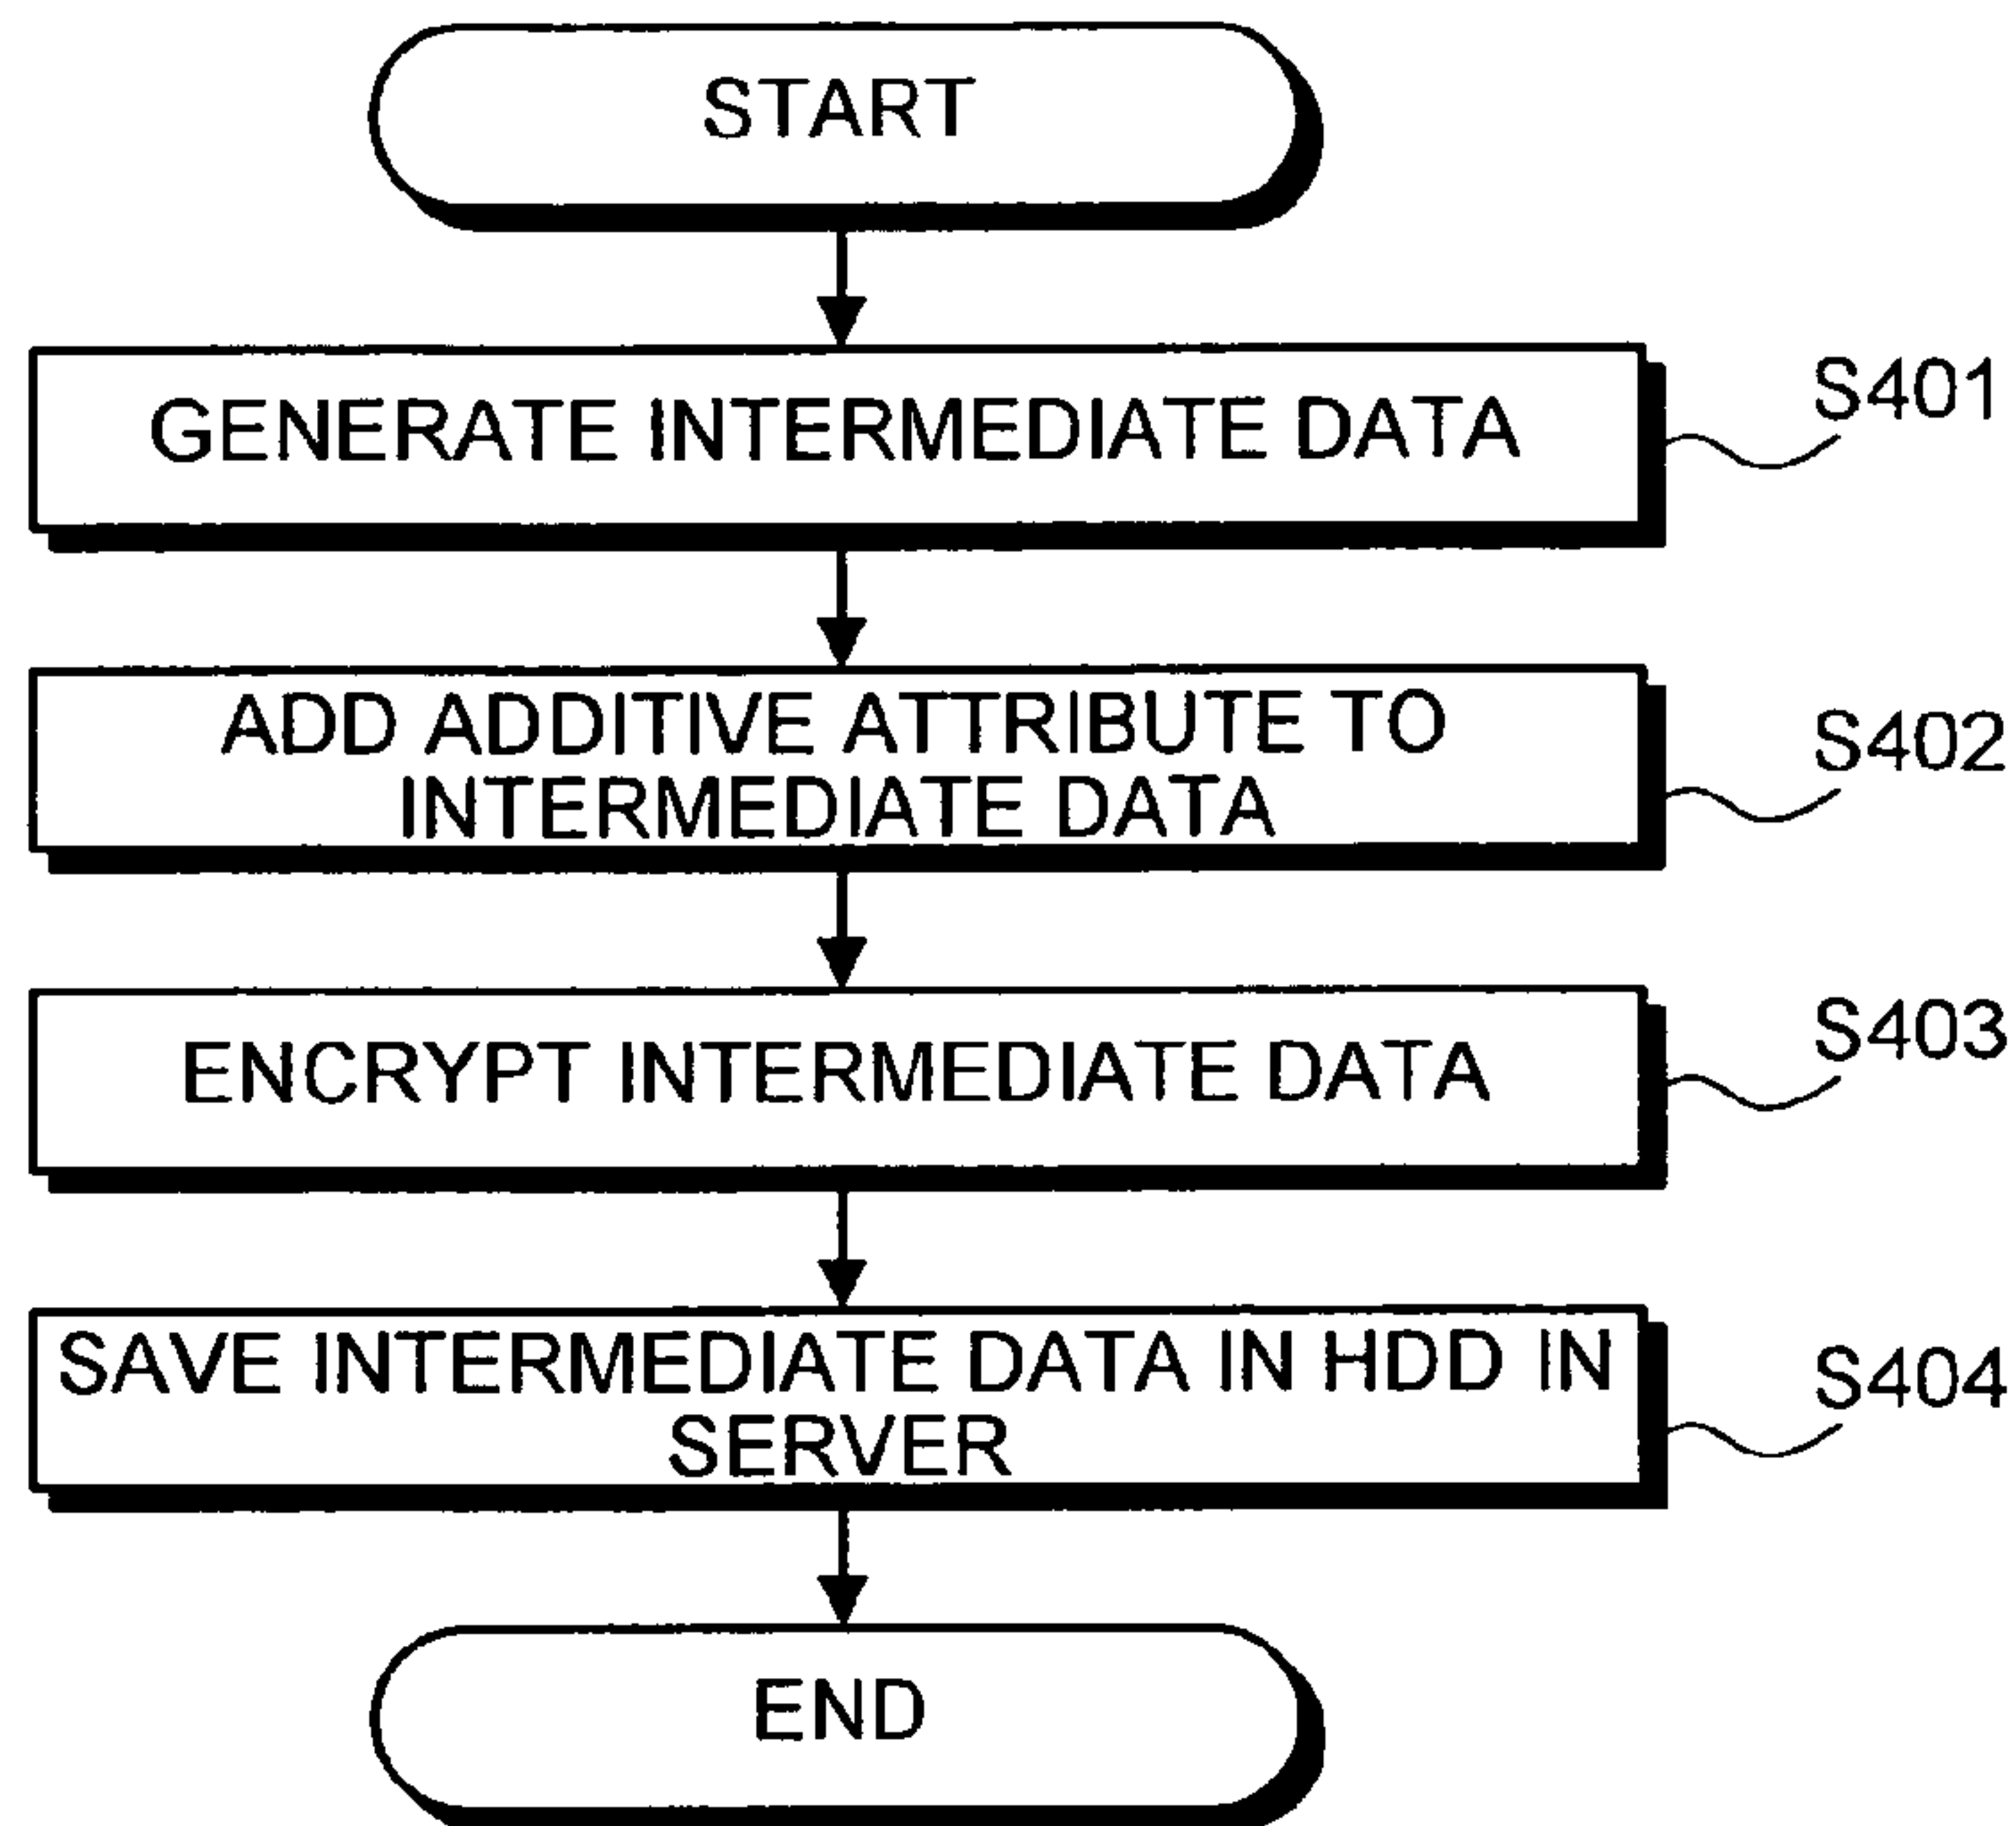 START
GENERATE INTERMEDIATE DATA
S401
ADD ADDITIVE ATTRIBUTE TO
INTERMEDIATE DATA
S402
ENCRYPT INTERMEDIATE DATA
S403
SAVE INTERMEDIATE DATA IN HDD IN
SERVER
S404
END